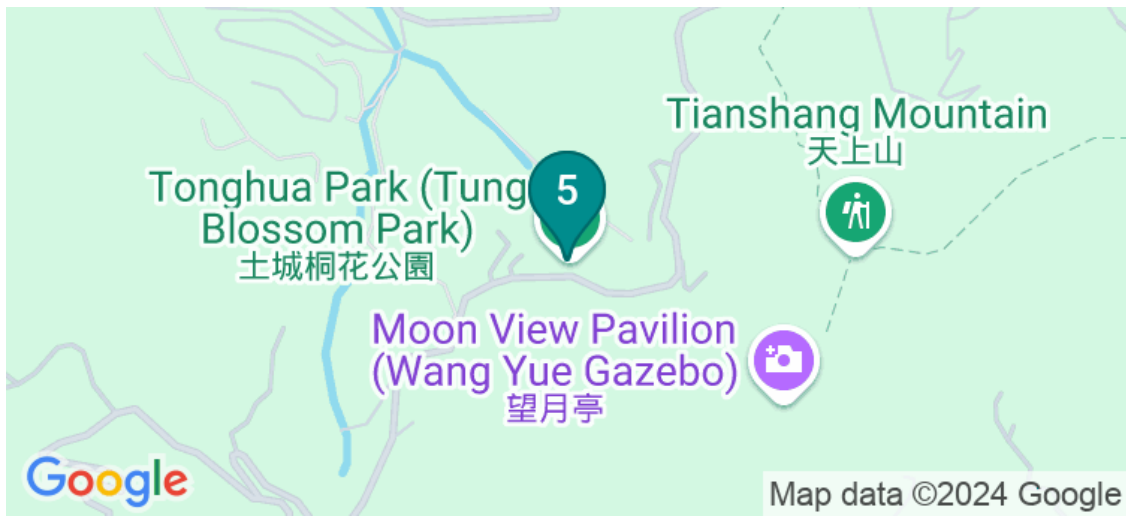 Tianshang Mountain
天上山
5
Tonghua Park (Tung
Blossom Park)
土城桐花公園
Moon View Pavilion
(Wang Yue Gazebo)
望月亭
Google
Map data ©2024 Google